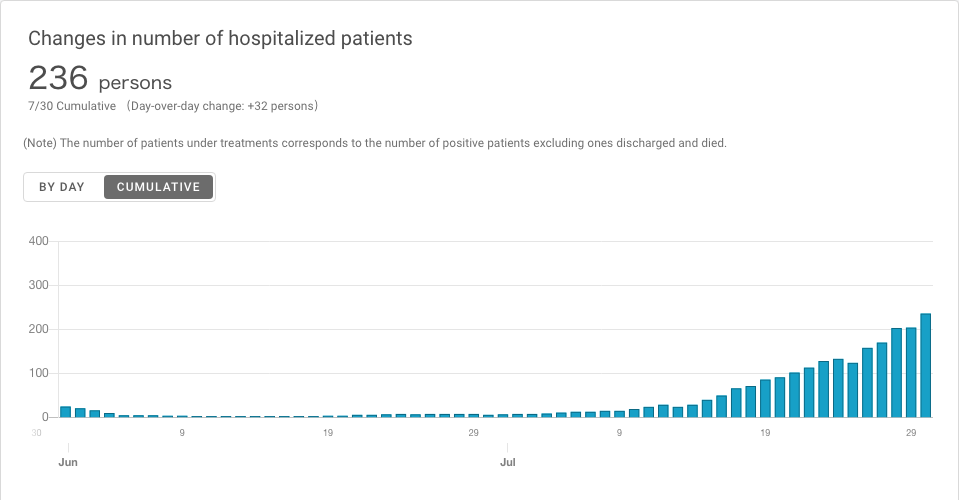 Changes in number of hospitalized patients
236 persons
7/30 Cumulative （Day-over-day change: +32 persons）
(Note) The number of patients under treatments corresponds to the number of positive patients excluding ones discharged and died.
BY DAY CUMULATIVE
400
300
200
100
0
30 9 19 29 9 19 29
Jun Jul